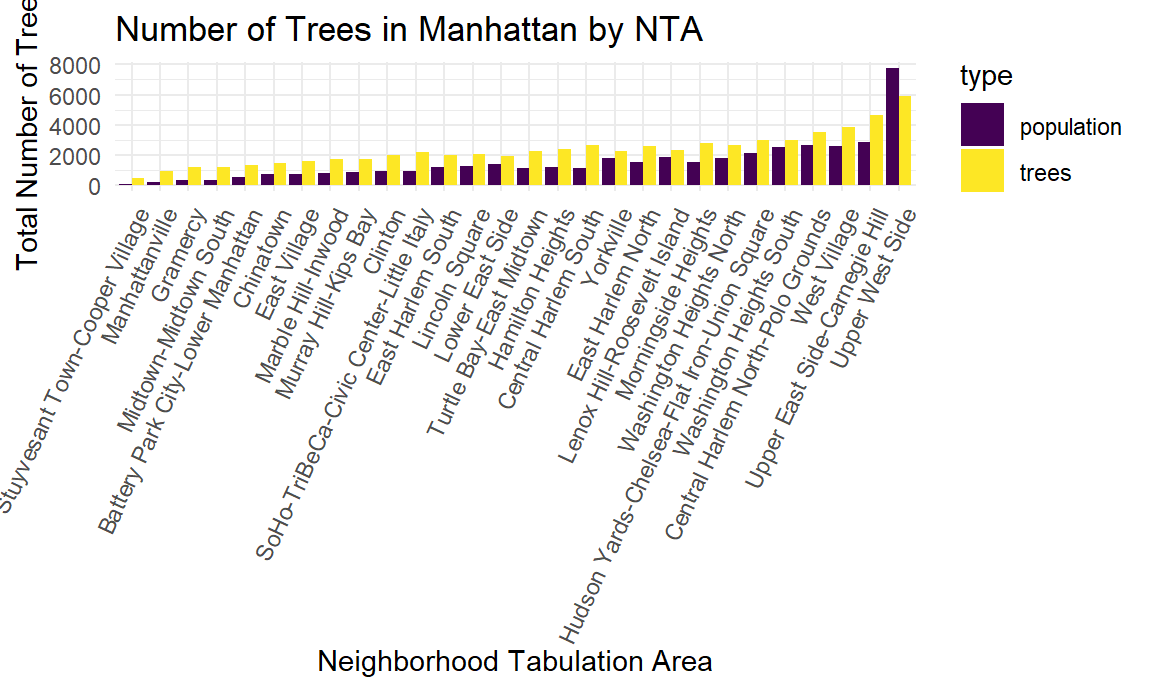 Number of Trees in Manhattan by NTA
Total Number of Tree
8000
6000
4000
2000
0
type
population
trees
Stuyvesant Town-Cooper Village
Manhattanville
Gramercy
Midtown-Midtown South
Battery Park City-Lower Manhattan
Chinatown
East Village
Marble Hill-Inwood
Murray Hill-Kips Bay
Clinton
SoHo-TriBeCa-Civic Center-Little Italy
East Harlem South
Lincoln Square
Lower East Side
Turtle Bay-East Midtown
Hamilton Heights
Central Harlem South
Yorkville
East Harlem North
Lenox Hill-Roosevelt Island
Morningside Heights
Washington Heights North
Hudson Yards-Chelsea-Flat Iron-Union Square
Washington Heights South
Central Harlem North-Polo Grounds
West Village
Upper East Side-Carnegie Hill
Upper West Side
Neighborhood Tabulation Area